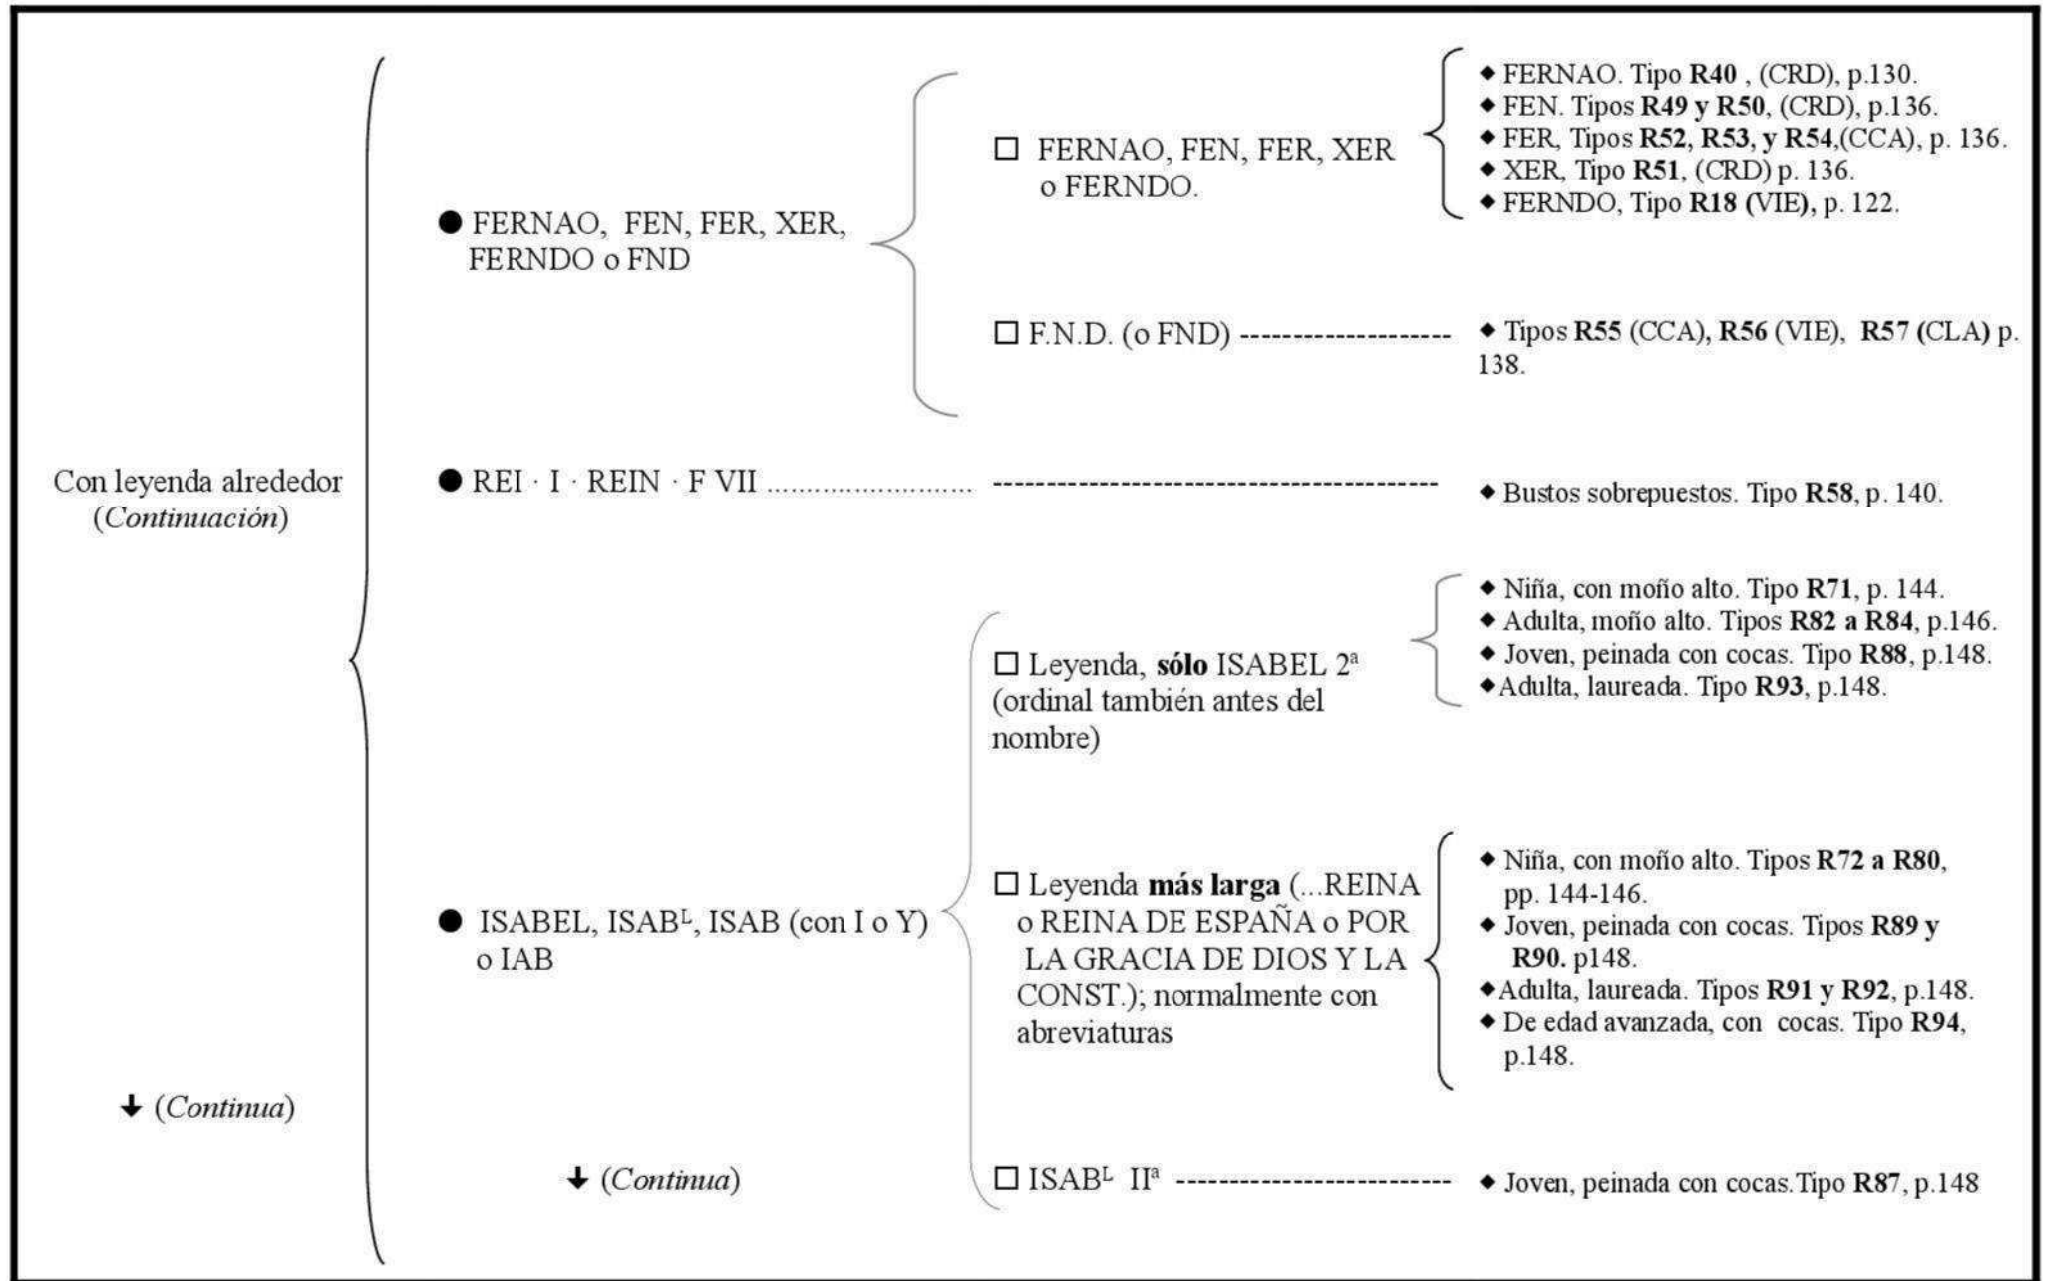 Con leyenda alrededor
(Continuación)
● FERNAO, FEN, FER, XER,
FERNDO o FND
□ FERNAO, FEN, FER, XER
o FERNDO.
◆ FERNAO. Tipo R40 , (CRD), p.130.
◆ FEN. Tipos R49 y R50, (CRD), p.136.
◆ FER, Tipos R52, R53, y R54,(CCA), p. 136.
◆ XER, Tipo R51, (CRD) p. 136.
◆ FERNDO, Tipo R18 (VIE), p. 122.
□ F.N.D. (o FND) --------------------
◆ Tipos R55 (CCA), R56 (VIE), R57 (CLA) p.
138.
● REI · I · REIN · F VII .......................... ------------------------------------------
◆ Bustos sobrepuestos. Tipo R58, p. 140.
● ISABEL, ISABᴸ, ISAB (con I o Y)
o IAB
□ Leyenda, sólo ISABEL 2ª
(ordinal también antes del
nombre)
◆ Niña, con moño alto. Tipo R71, p. 144.
◆ Adulta, moño alto. Tipos R82 a R84, p.146.
◆ Joven, peinada con cocas. Tipo R88, p.148.
◆Adulta, laureada. Tipo R93, p.148.
□ Leyenda más larga (...REINA
o REINA DE ESPAÑA o POR
LA GRACIA DE DIOS Y LA
CONST.); normalmente con
abreviaturas
◆ Niña, con moño alto. Tipos R72 a R80,
pp. 144-146.
◆ Joven, peinada con cocas. Tipos R89 y
R90. p148.
◆Adulta, laureada. Tipos R91 y R92, p.148.
◆ De edad avanzada, con cocas. Tipo R94,
p.148.
□ ISABᴸ IIª --------------------------
◆ Joven, peinada con cocas.Tipo R87, p.148
↓ (Continua)
↓ (Continua)